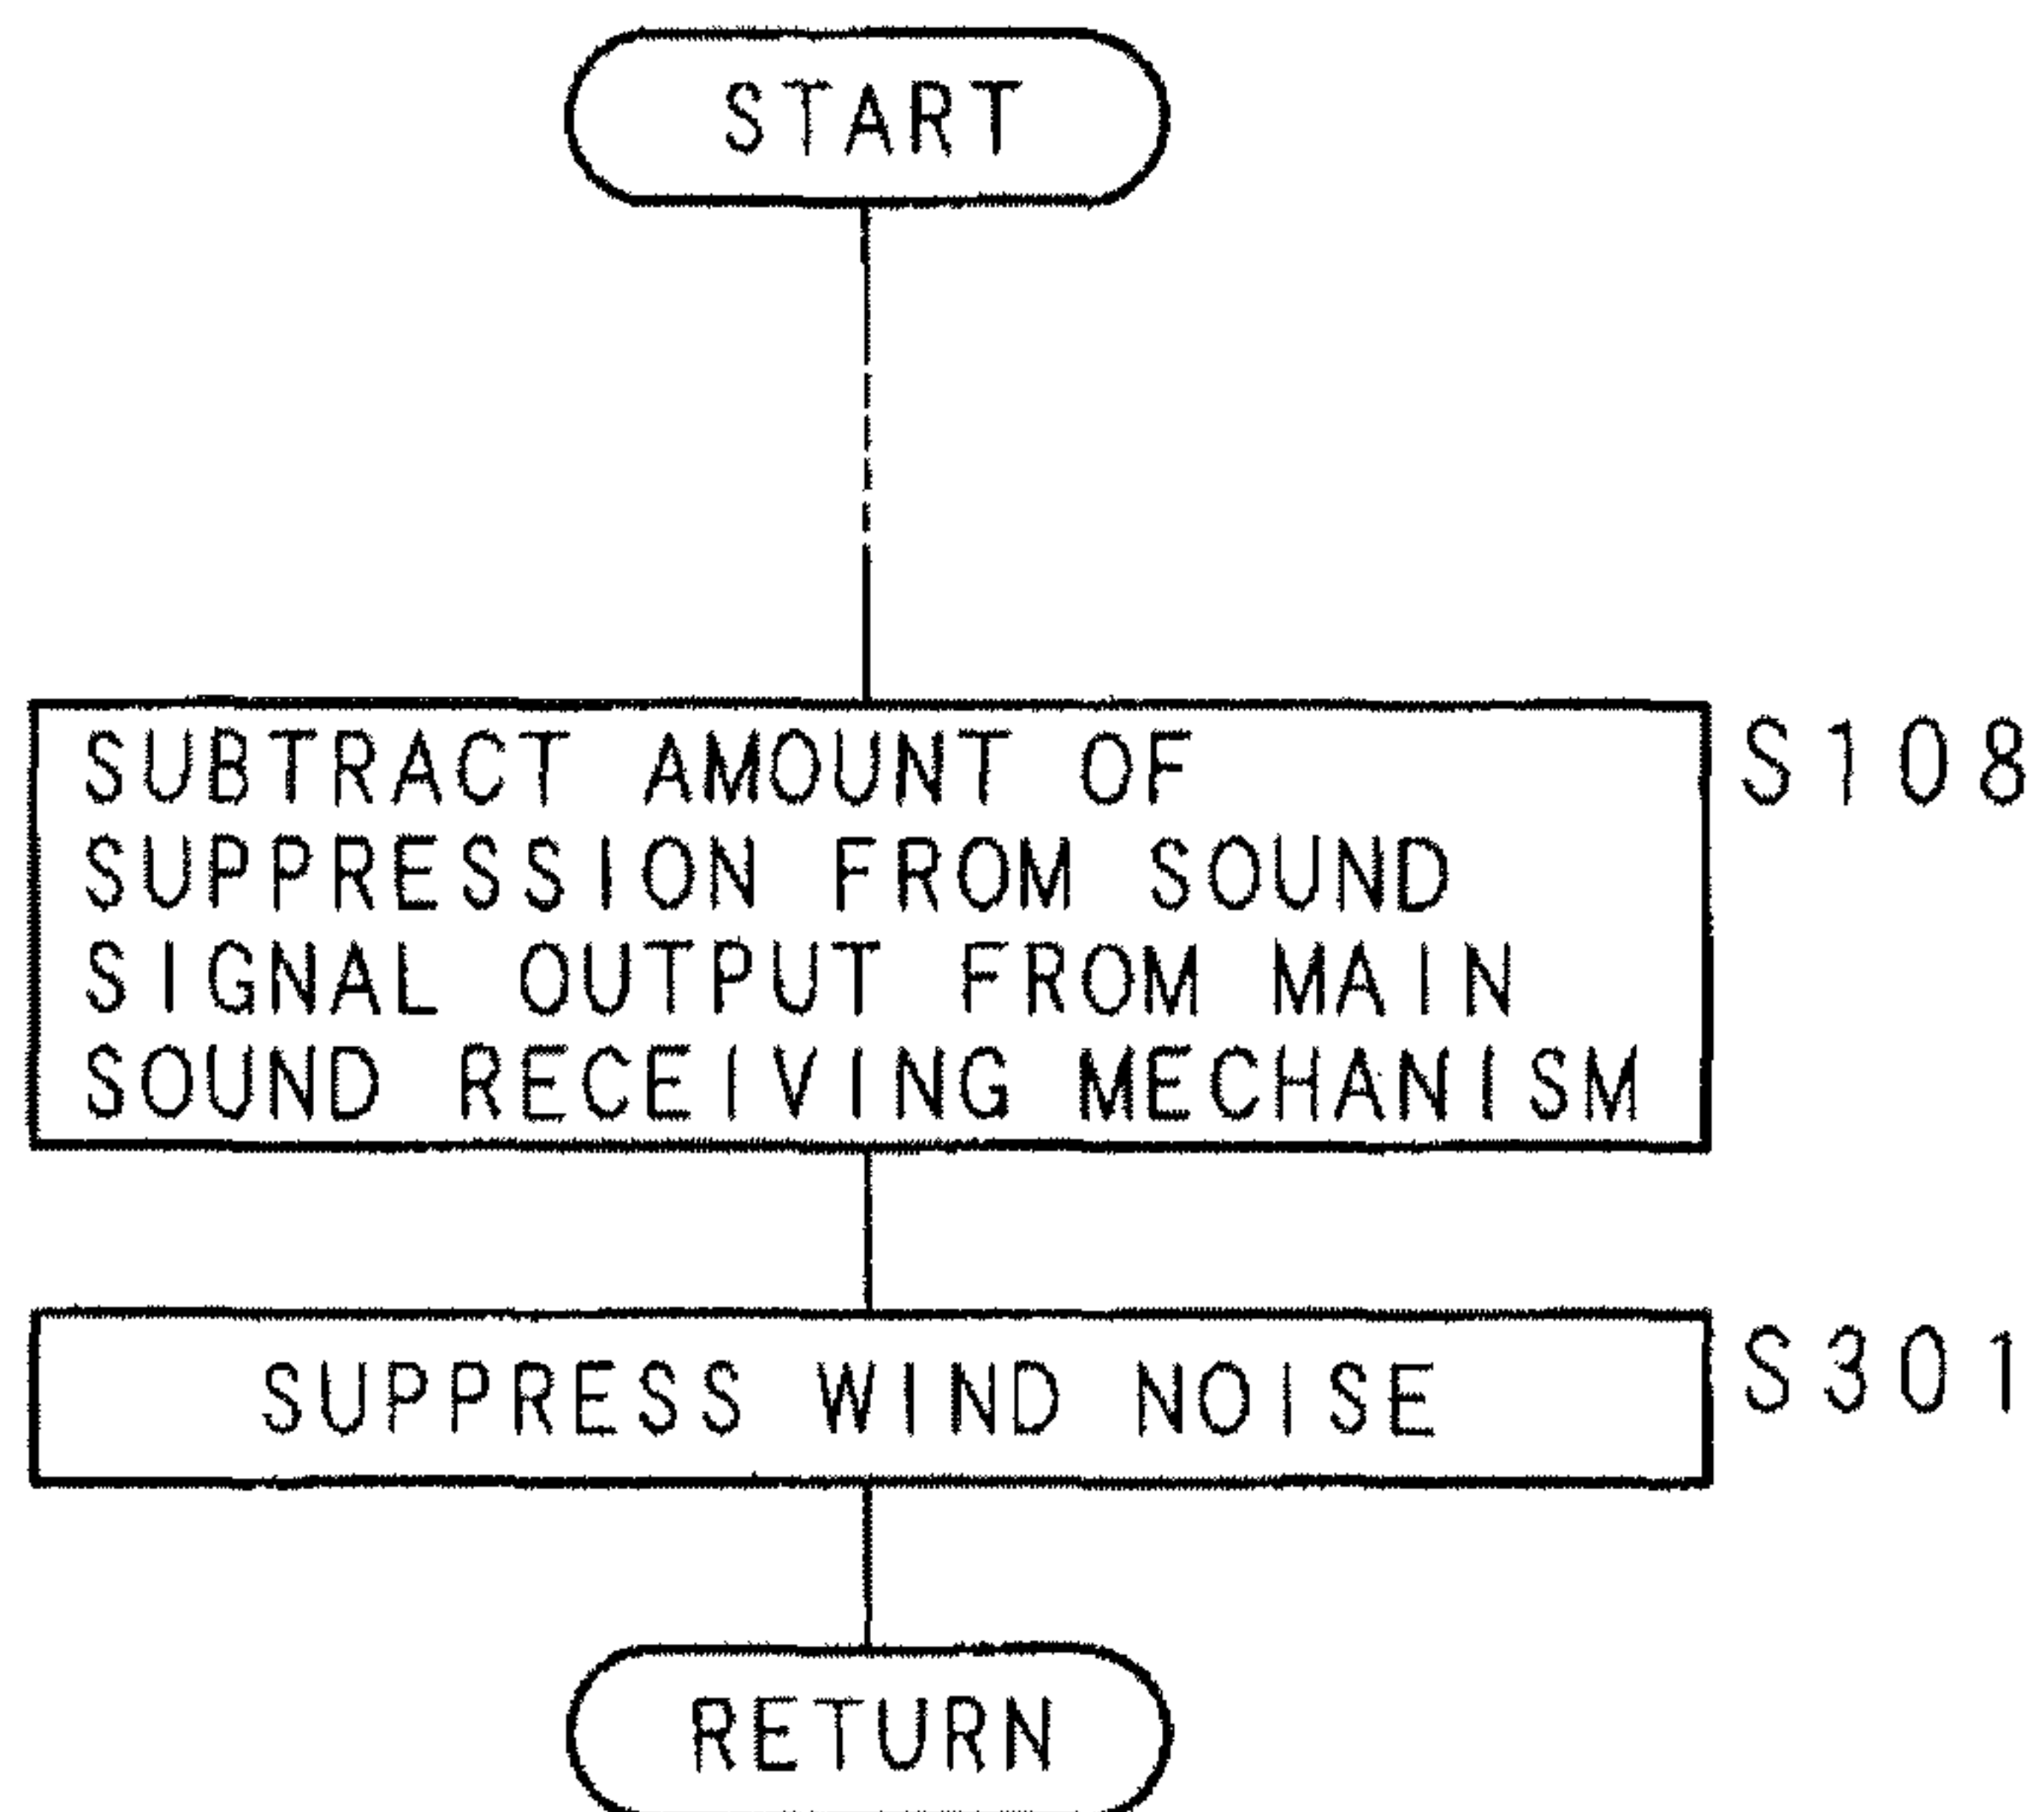 START
SUBTRACT AMOUNT OF
SUPPRESSION FROM SOUND
SIGNAL OUTPUT FROM MAIN
SOUND RECEIVING MECHANISM
S108
SUPPRESS WIND NOISE
S301
RETURN